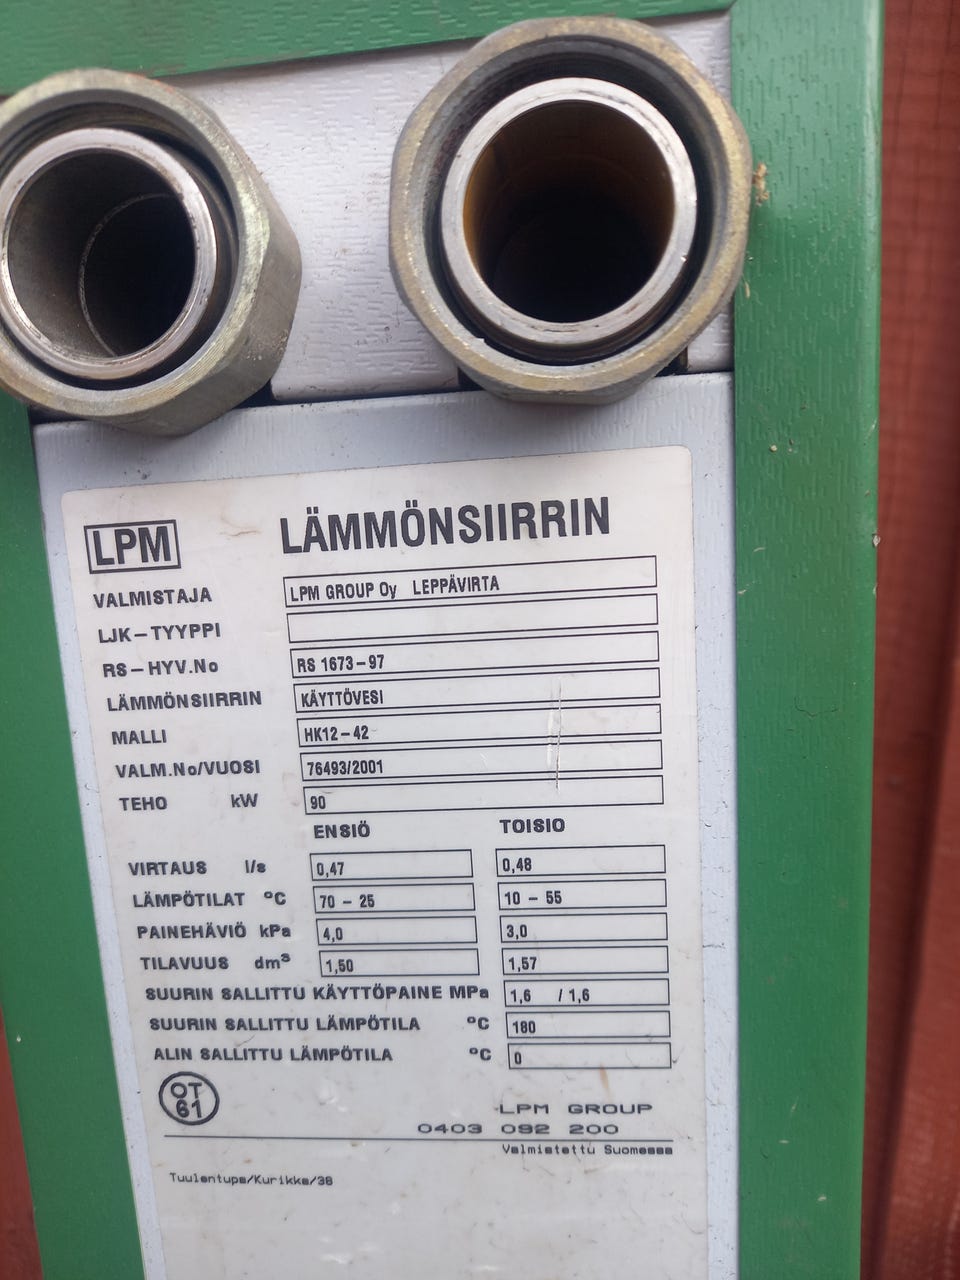 LPM LÄMMÖNSIIRRIN
VALMISTAJA LPM GROUP Oy LEPPÄVIRTA
LJK-TYYPPI
RS-HYV.No RS 1673-97
LÄMMÖNSIIRRIN KÄYTTÖVESI
MALLI HK12-42
VALM.No/VUOSI 76493/2001
TEHO kW 90
ENSIÖ TOISIO
VIRTAUS l/s 0,47 0,48
LÄMPÖTILAT °C 70 - 25 10 - 55
PAINEHÄVIÖ kPa 4,0 3,0
TILAVUUS dm³ 1,50 1,57
SUURIN SALLITTU KÄYTTÖPAINE MPa 1,6 / 1,6
SUURIN SALLITTU LÄMPÖTILA °C 180
ALIN SALLITTU LÄMPÖTILA °C 0
OT
61
LPM GROUP
0403 092 200
Valmistettu Suomessa
Tuulentupa/Kurikka/38